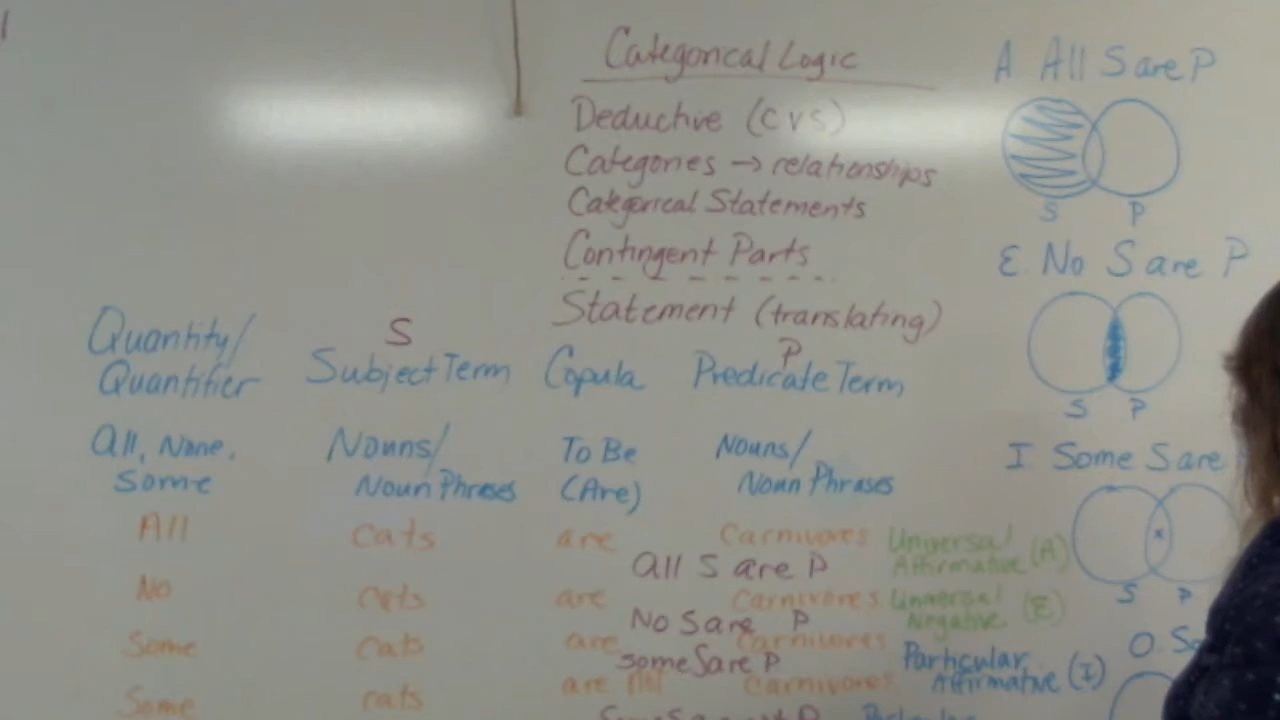 Categorical Logic
Deductive (CVS)
Categories → relationships
Categorical Statements
Contingent Parts
Statement (translating)
Quantity/
Quantifier
S
Subject Term
Copula
P
Predicate Term
All, None,
Some
Nouns/
Noun Phrases
To Be
(Are)
Nouns/
Noun Phrases
All cats are Carnivores
Universal
Affirmative (A)
All S are P
No cats are Carnivores
Universal
Negative (E)
No S are P
Some cats are Carnivores
some S are P
Particular
Affirmative (I)
Some cats are not Carnivores
Particular
A All S are P
S P
E No S are P
S P
I Some S are
x
S P
O